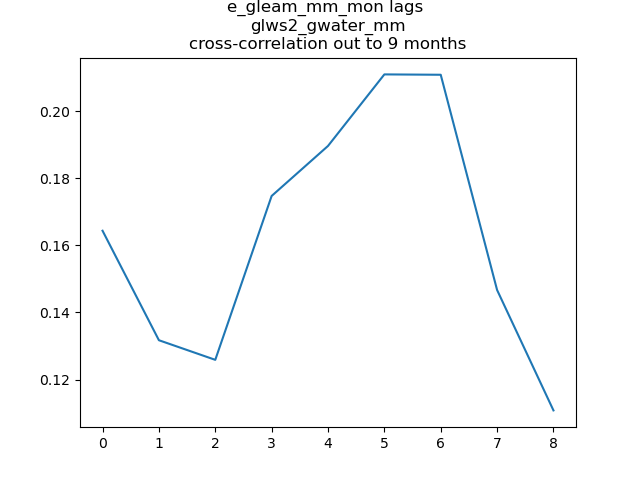 e_gleam_mm_mon lags
glws2_gwater_mm
cross-correlation out to 9 months
0.20
0.18
0.16
0.14
0.12
0 1 2 3 4 5 6 7 8